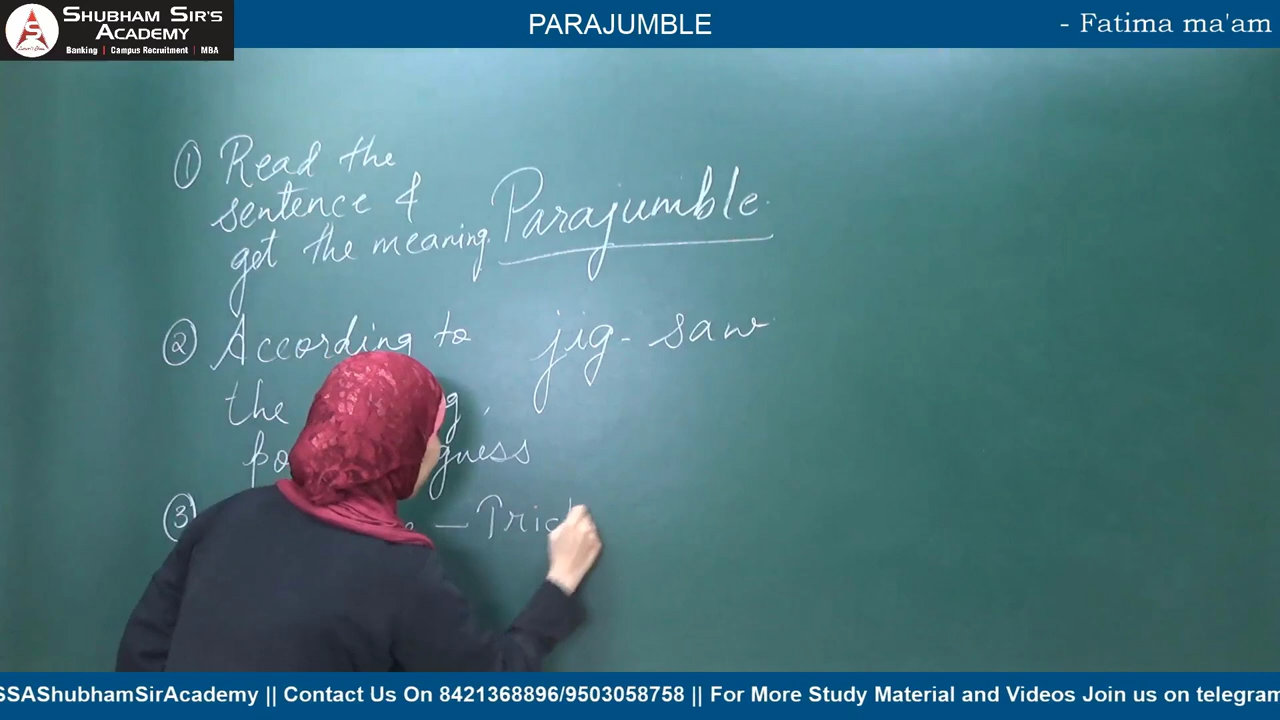 SHUBHAM SIR'S
ACADEMY
Banking | Campus Recruitment | MBA
PARAJUMBLE
- Fatima ma'am
① Read the
sentence &
get the meaning.
Parajumble
② According to
the
③
jig-saw
SSAShubhamSirAcademy || Contact Us On 8421368896/9503058758 || For More Study Material and Videos Join us on telegram